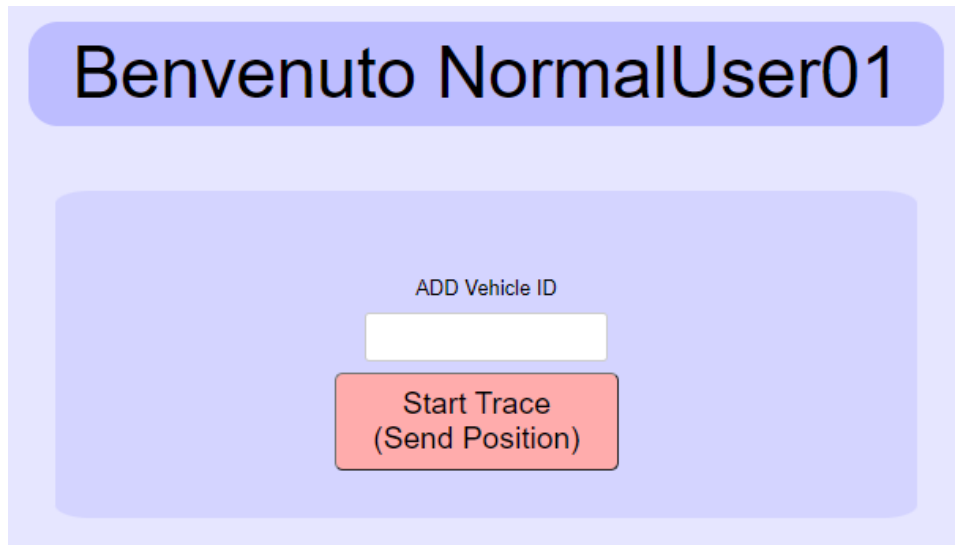 Benvenuto NormalUser01
ADD Vehicle ID
Start Trace
(Send Position)